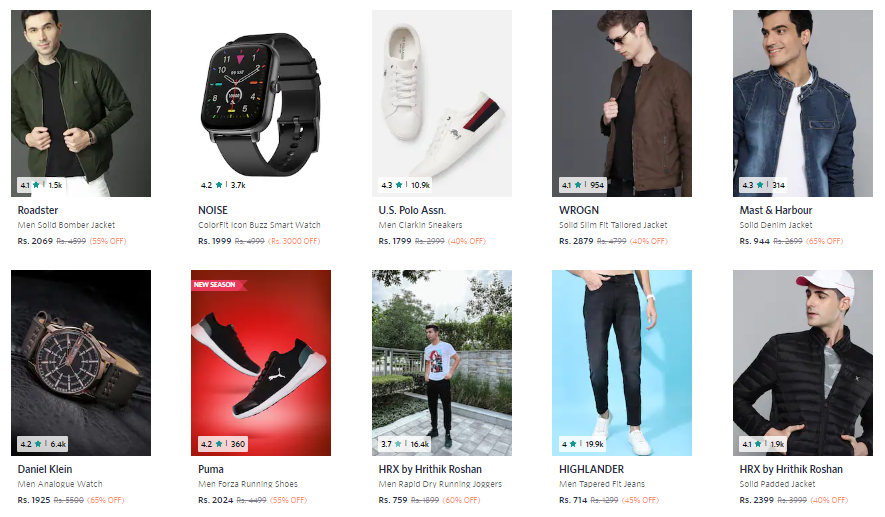 4.1 ★ | 1.5k
Roadster
Men Solid Bomber Jacket
Rs. 2069 Rs. 4599 (55% OFF)
4.2 ★ | 3.7k
NOISE
ColorFit Icon Buzz Smart Watch
Rs. 1999 Rs. 4999 (Rs. 3000 OFF)
4.3 ★ | 10.9k
U.S. Polo Assn.
Men Clarkin Sneakers
Rs. 1799 Rs. 2999 (40% OFF)
4.1 ★ | 954
WROGN
Solid Slim Fit Tailored Jacket
Rs. 2879 Rs. 4799 (40% OFF)
4.3 ★ | 314
Mast & Harbour
Solid Denim Jacket
Rs. 944 Rs. 2699 (65% OFF)
4.2 ★ | 6.4k
Daniel Klein
Men Analogue Watch
Rs. 1925 Rs. 5500 (65% OFF)
NEW SEASON
4.2 ★ | 360
Puma
Men Forza Running Shoes
Rs. 2024 Rs. 4499 (55% OFF)
3.7 ★ | 16.4k
HRX by Hrithik Roshan
Men Rapid Dry Running Joggers
Rs. 759 Rs. 1899 (60% OFF)
4 ★ | 19.9k
HIGHLANDER
Men Tapered Fit Jeans
Rs. 714 Rs. 1299 (45% OFF)
4.1 ★ | 1.9k
HRX by Hrithik Roshan
Solid Padded Jacket
Rs. 2399 Rs. 3999 (40% OFF)